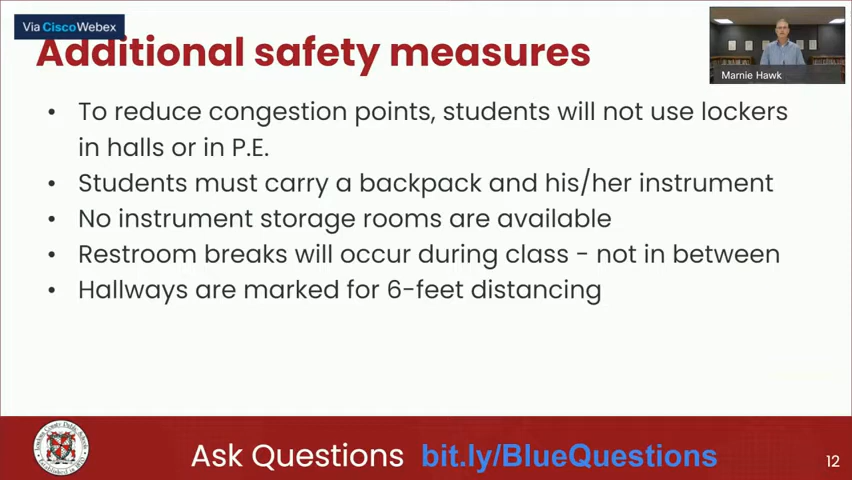 Via CiscoWebex
Additional safety measures
Marnie Hawk
• To reduce congestion points, students will not use lockers
in halls or in P.E.
• Students must carry a backpack and his/her instrument
• No instrument storage rooms are available
• Restroom breaks will occur during class - not in between
• Hallways are marked for 6-feet distancing
Ask Questions bit.ly/BlueQuestions
12